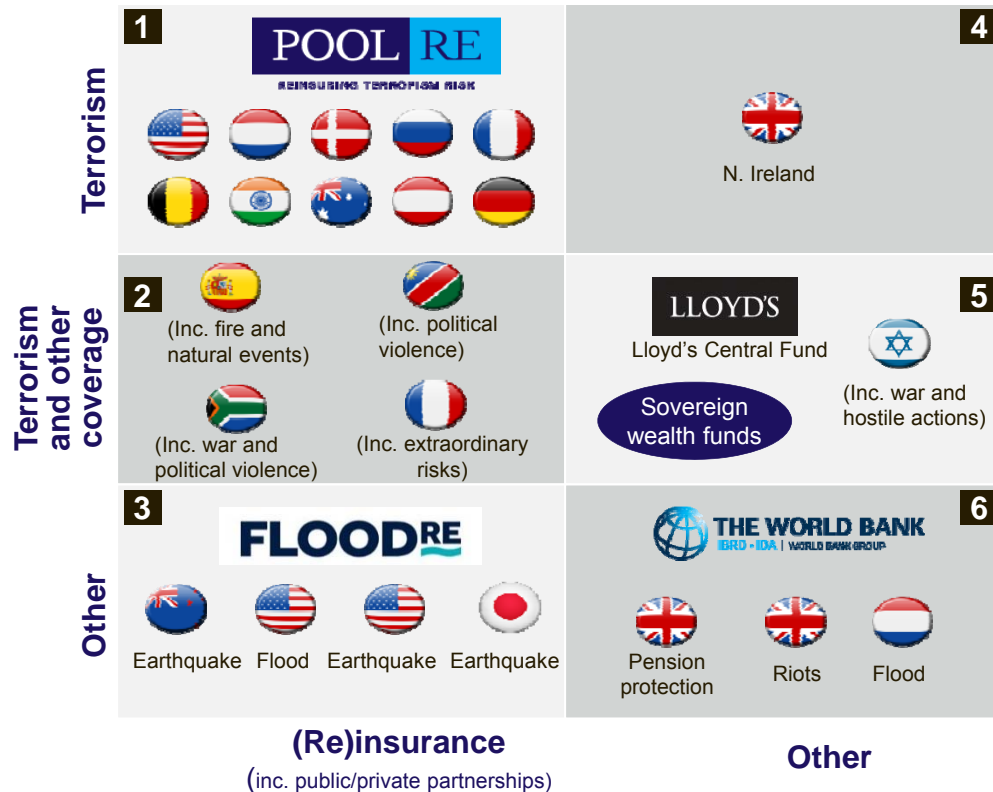 1
POOL RE
REINSURING TERRORISM RISK
4
N. Ireland
Terrorism
2
(Inc. fire and
natural events)
(Inc. political
violence)
(Inc. war and
political violence)
(Inc. extraordinary
risks)
5
LLOYD'S
Lloyd's Central Fund
Sovereign
wealth funds
(Inc. war and
hostile actions)
Terrorism
and other
coverage
3
FLOOD RE
Earthquake
Flood
Earthquake
Earthquake
6
THE WORLD BANK
IBRD • IDA | WORLD BANK GROUP
Pension
protection
Riots
Flood
Other
(Re)insurance
(inc. public/private partnerships)
Other